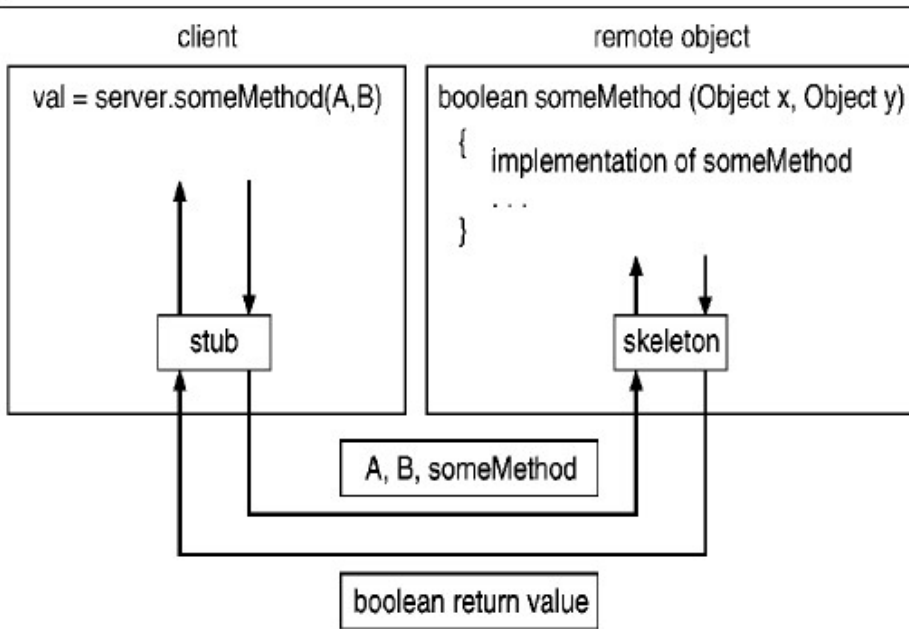 client
remote object
val = server.someMethod(A,B)
boolean someMethod (Object x, Object y)
{
implementation of someMethod
. . .
}
stub
skeleton
A, B, someMethod
boolean return value